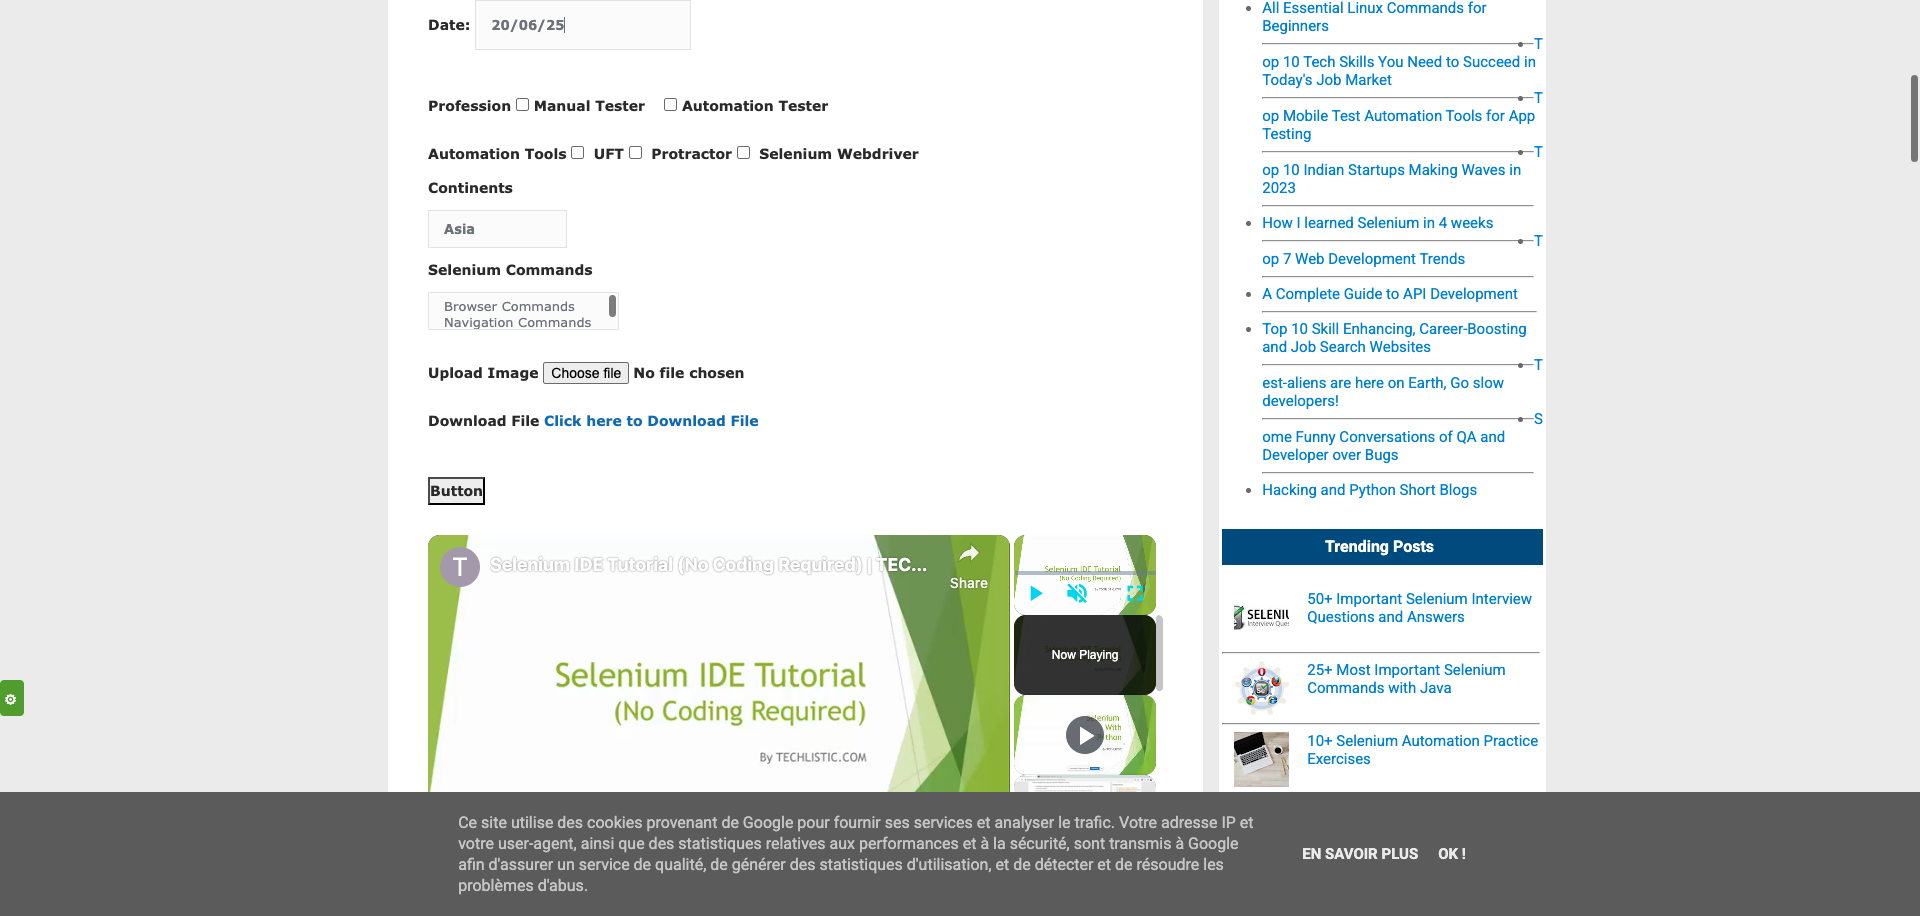 Date: 20/06/25
Profession Manual Tester Automation Tester
Automation Tools UFT Protractor Selenium Webdriver
Continents
Asia
Selenium Commands
Browser Commands
Navigation Commands
Upload Image Choose file No file chosen
Download File Click here to Download File
Button
T
Selenium IDE Tutorial (No Coding Required) | TEC...
Share
Selenium IDE Tutorial
(No Coding Required)
By TECHLISTIC.COM
Selenium IDE Tutorial
(No Coding Required)
Now Playing
Selenium
With
Python
All Essential Linux Commands for
Beginners
T
op 10 Tech Skills You Need to Succeed in
Today's Job Market
T
op Mobile Test Automation Tools for App
Testing
T
op 10 Indian Startups Making Waves in
2023
How I learned Selenium in 4 weeks
T
op 7 Web Development Trends
A Complete Guide to API Development
Top 10 Skill Enhancing, Career-Boosting
and Job Search Websites
T
est-aliens are here on Earth, Go slow
developers!
S
ome Funny Conversations of QA and
Developer over Bugs
Hacking and Python Short Blogs
Trending Posts
50+ Important Selenium Interview
Questions and Answers
25+ Most Important Selenium
Commands with Java
10+ Selenium Automation Practice
Exercises
Ce site utilise des cookies provenant de Google pour fournir ses services et analyser le trafic. Votre adresse IP et
votre user-agent, ainsi que des statistiques relatives aux performances et à la sécurité, sont transmis à Google
afin d'assurer un service de qualité, de générer des statistiques d'utilisation, et de détecter et de résoudre les
problèmes d'abus.
EN SAVOIR PLUS OK !